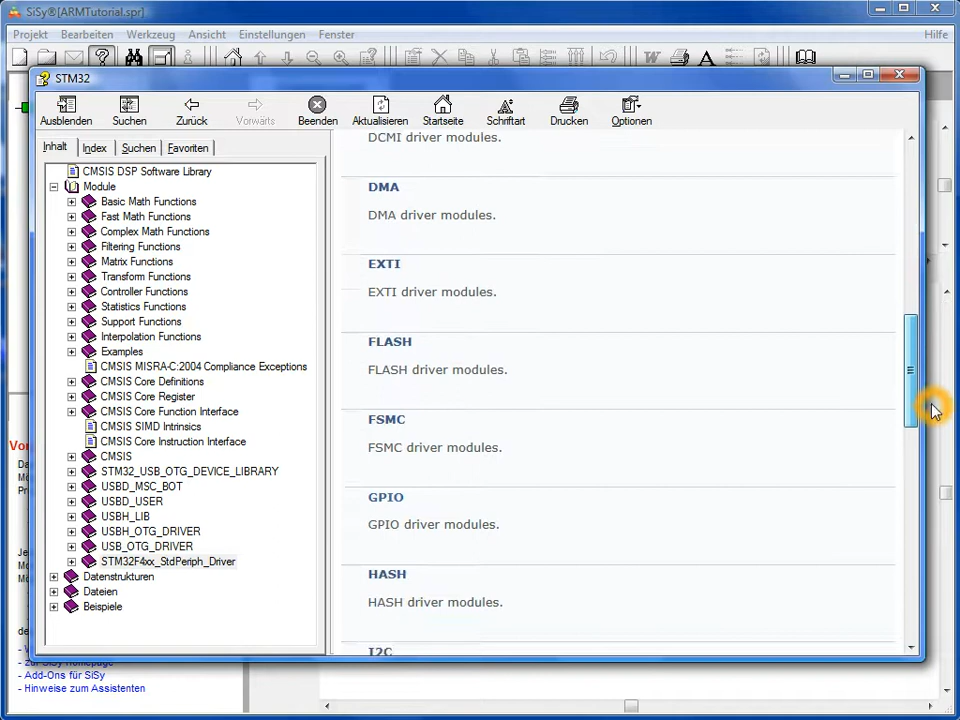 SiSy®[ARMTutorial.spr]
Projekt Bearbeiten Werkzeug Ansicht Einstellungen Fenster Hilfe
STM32
Ausblenden Suchen Zurück Vorwärts Beenden Aktualisieren Startseite Schriftart Drucken Optionen
Inhalt Index Suchen Favoriten
CMSIS DSP Software Library
Module
Basic Math Functions
Fast Math Functions
Complex Math Functions
Filtering Functions
Matrix Functions
Transform Functions
Controller Functions
Statistics Functions
Support Functions
Interpolation Functions
Examples
CMSIS MISRA-C:2004 Compliance Exceptions
CMSIS Core Definitions
CMSIS Core Register
CMSIS Core Function Interface
CMSIS SIMD Intrinsics
CMSIS Core Instruction Interface
CMSIS
STM32_USB_OTG_DEVICE_LIBRARY
USBD_MSC_BOT
USBD_USER
USBH_LIB
USBH_OTG_DRIVER
USB_OTG_DRIVER
STM32F4xx_StdPeriph_Driver
Datenstrukturen
Dateien
Beispiele
DCMI driver modules.
DMA
DMA driver modules.
EXTI
EXTI driver modules.
FLASH
FLASH driver modules.
FSMC
FSMC driver modules.
GPIO
GPIO driver modules.
HASH
HASH driver modules.
I2C
- Zur SiSy Homepage
- Add-Ons für SiSy
- Hinweise zum Assistenten